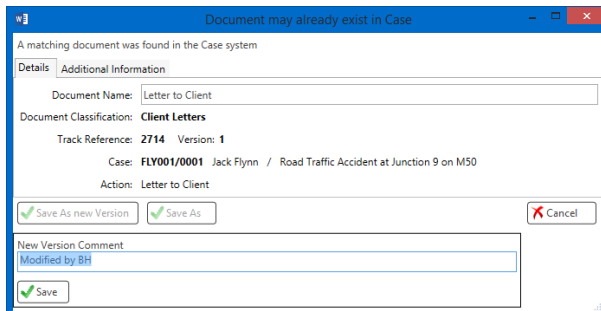 Document may already exist in Case
A matching document was found in the Case system
Details Additional Information
Document Name: Letter to Client
Document Classification: Client Letters
Track Reference: 2714 Version: 1
Case: FLY001/0001 Jack Flynn / Road Traffic Accident at Junction 9 on M50
Action: Letter to Client
Save As new Version Save As Cancel
New Version Comment
Modified by BH
Save